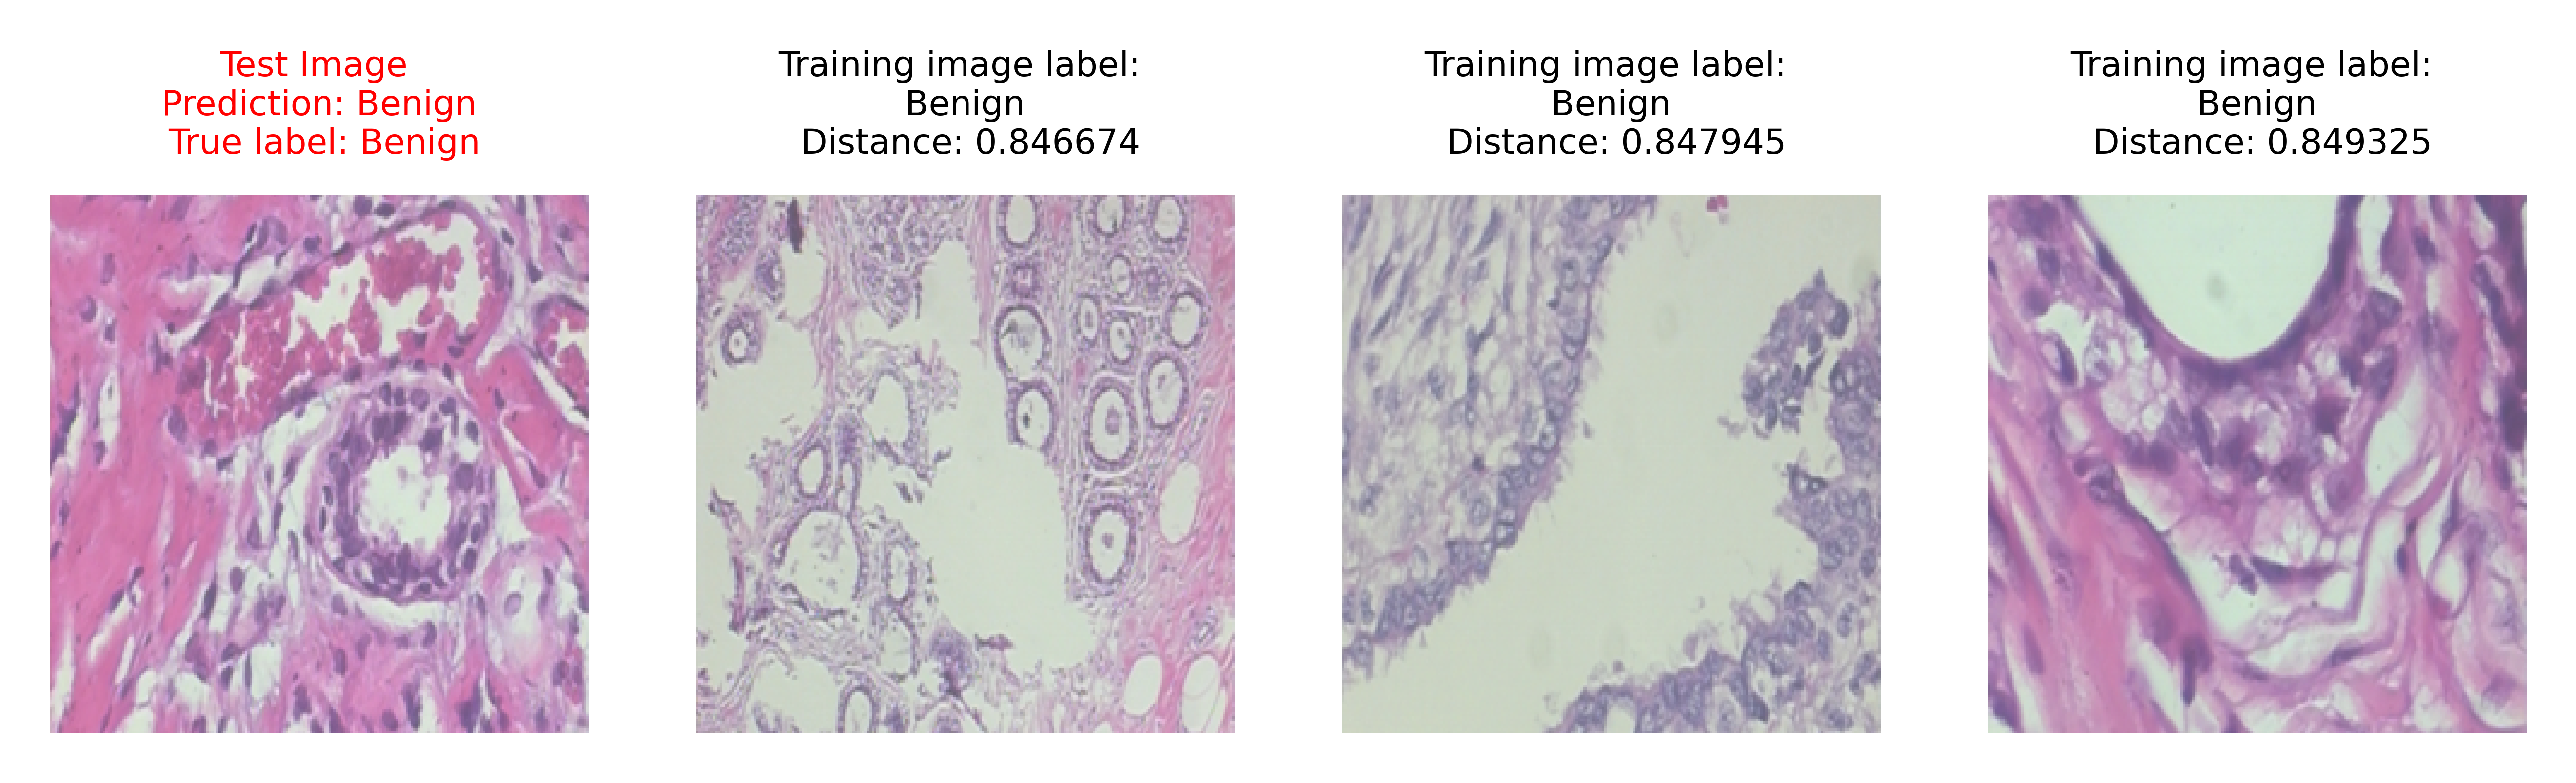 Test Image
Prediction: Benign
True label: Benign
Training image label:
Benign
Distance: 0.846674
Training image label:
Benign
Distance: 0.847945
Training image label:
Benign
Distance: 0.849325